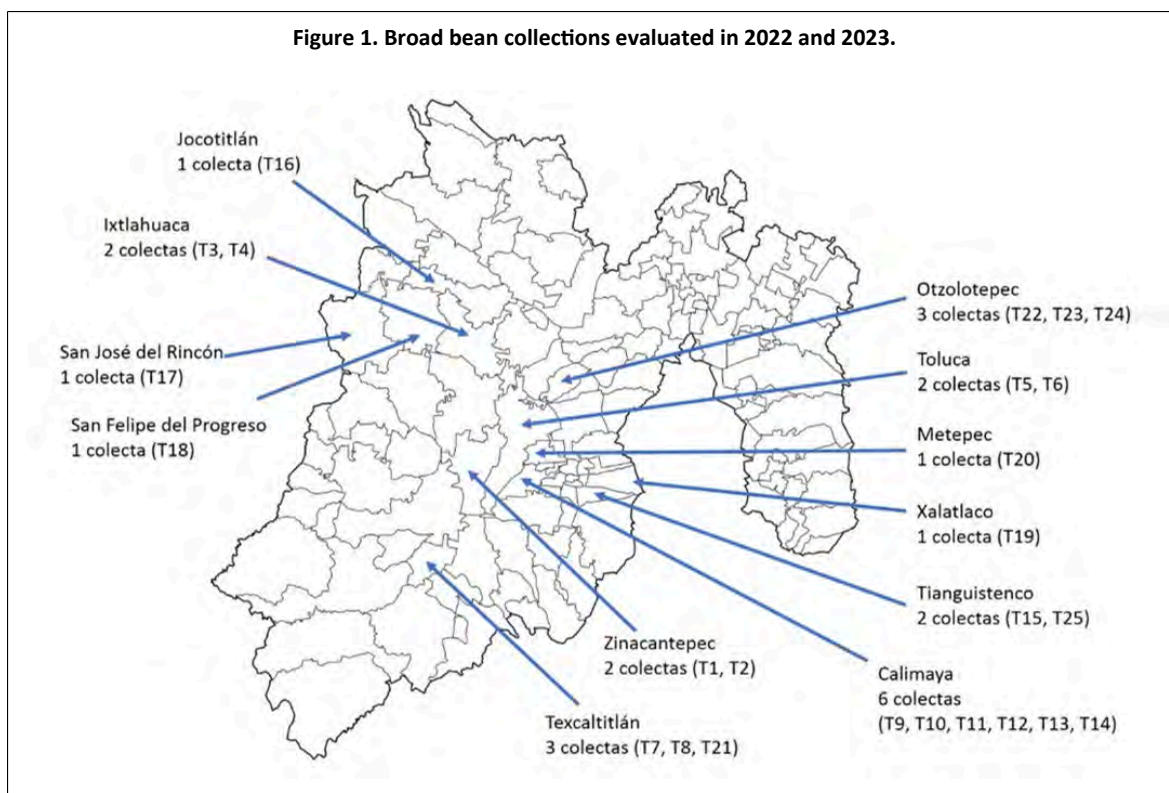 Figure 1. Broad bean collections evaluated in 2022 and 2023.
Jocotitlán
1 colecta (T16)
Ixtlahuaca
2 colectas (T3, T4)
San José del Rincón
1 colecta (T17)
San Felipe del Progreso
1 colecta (T18)
Otzolotepec
3 colectas (T22, T23, T24)
Toluca
2 colectas (T5, T6)
Metepec
1 colecta (T20)
Xalatlaco
1 colecta (T19)
Tianguistenco
2 colectas (T15, T25)
Zinacantepec
2 colectas (T1, T2)
Calimaya
6 colectas
(T9, T10, T11, T12, T13, T14)
Texcaltitlán
3 colectas (T7, T8, T21)